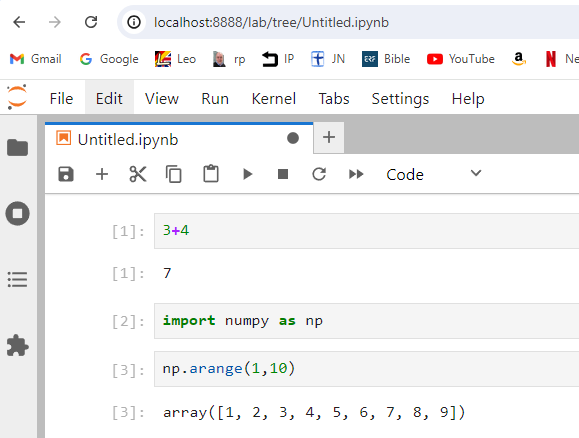 localhost:8888/lab/tree/Untitled.ipynb
Gmail Google Leo rp IP JN ERF Bible YouTube a N Ne
File Edit View Run Kernel Tabs Settings Help
Untitled.ipynb
Code
[1]: 3+4
[1]: 7
[2]: import numpy as np
[3]: np.arange(1,10)
[3]: array([1, 2, 3, 4, 5, 6, 7, 8, 9])